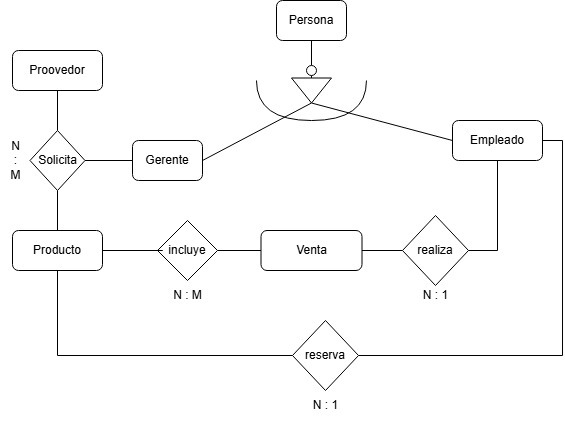 Persona
Proovedor
Empleado
N
:
M
Solicita
Gerente
Producto
incluye
Venta
realiza
N : M
N : 1
reserva
N : 1